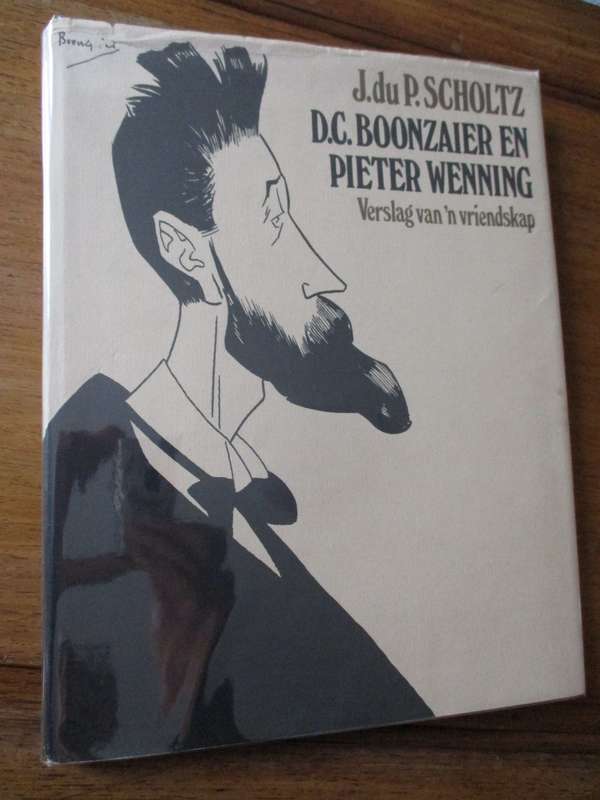 J. du P. SCHOLTZ
D.C. BOONZAIER EN
PIETER WENNING
Verslag van 'n vriendskap